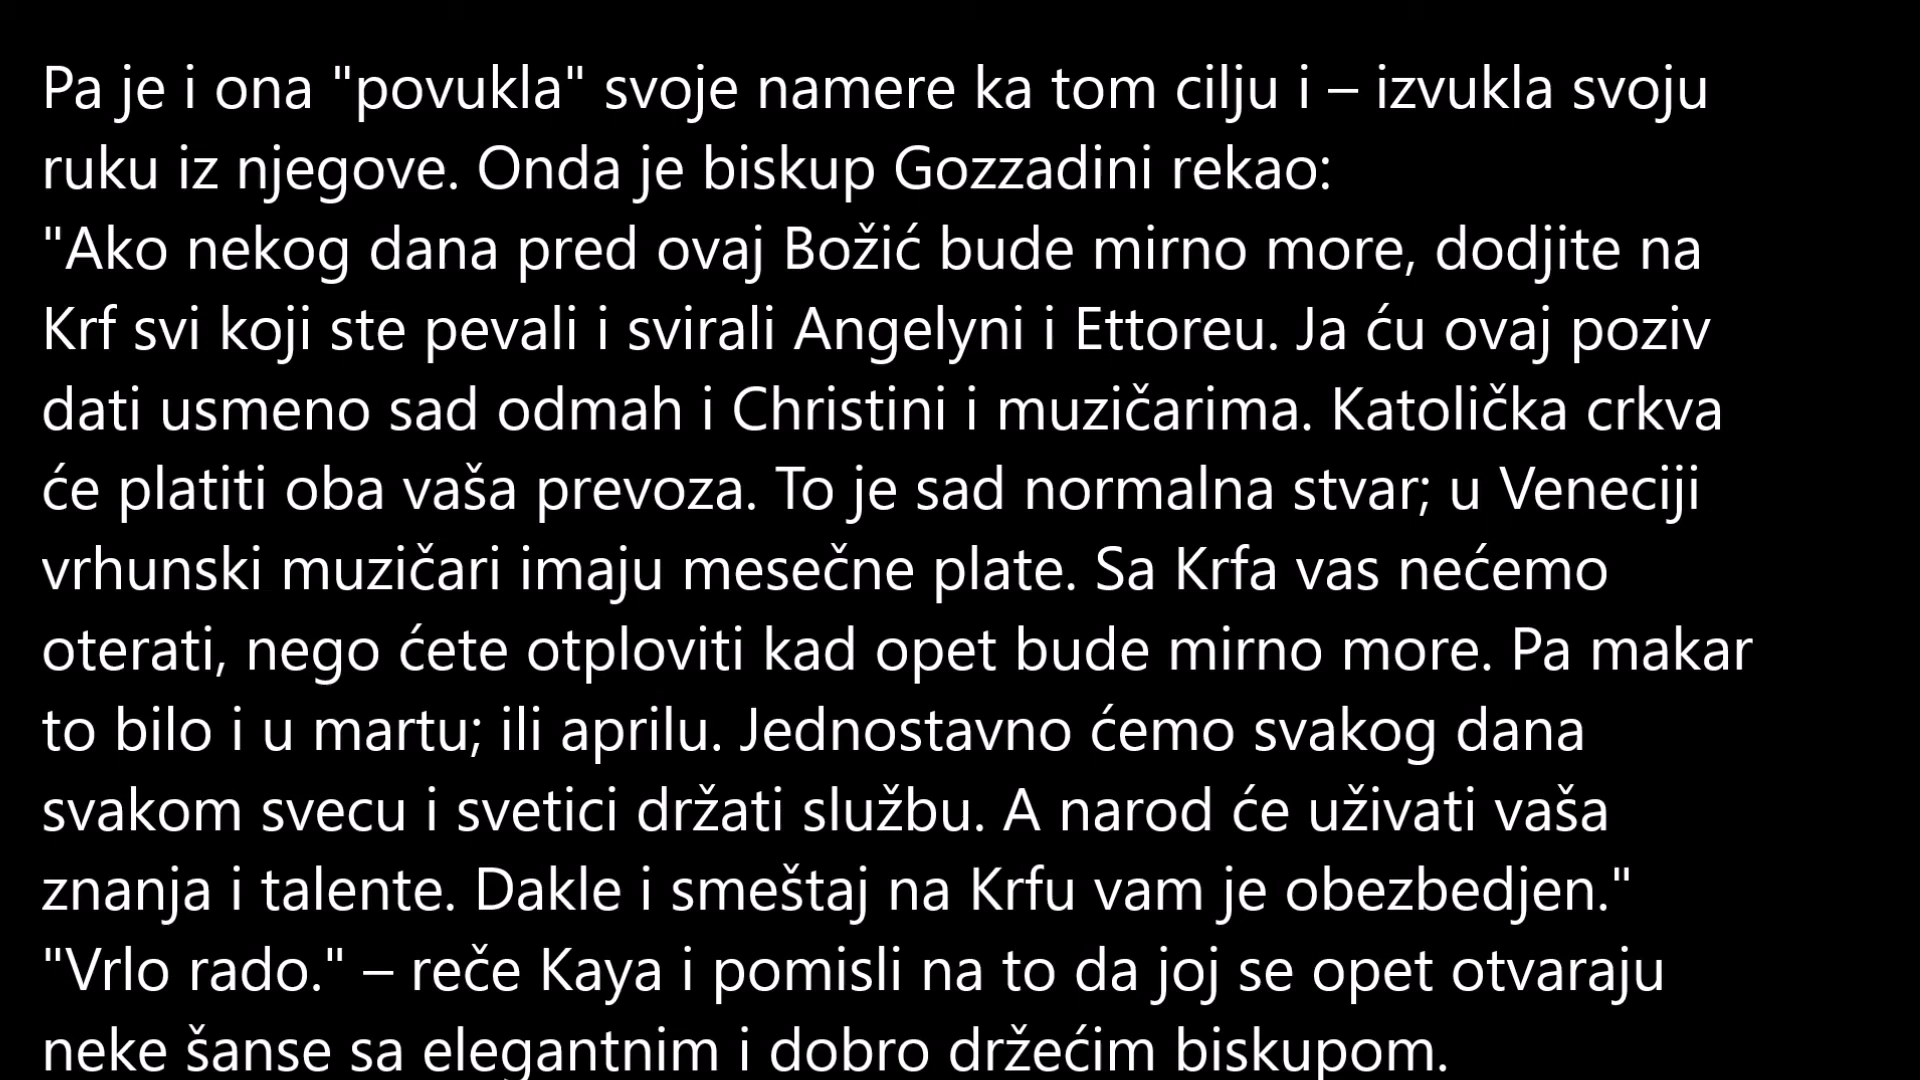 Pa je i ona "povukla" svoje namere ka tom cilju i – izvukla svoju
ruku iz njegove. Onda je biskup Gozzadini rekao:
"Ako nekog dana pred ovaj Božić bude mirno more, dodjite na
Krf svi koji ste pevali i svirali Angelyni i Ettoreu. Ja ću ovaj poziv
dati usmeno sad odmah i Christini i muzičarima. Katolička crkva
će platiti oba vaša prevoza. To je sad normalna stvar; u Veneciji
vrhunski muzičari imaju mesečne plate. Sa Krfa vas nećemo
oterati, nego ćete otploviti kad opet bude mirno more. Pa makar
to bilo i u martu; ili aprilu. Jednostavno ćemo svakog dana
svakom svecu i svetici držati službu. A narod će uživati vaša
znanja i talente. Dakle i smeštaj na Krfu vam je obezbedjen."
"Vrlo rado." – reče Kaya i pomisli na to da joj se opet otvaraju
neke šanse sa elegantnim i dobro držećim biskupom.